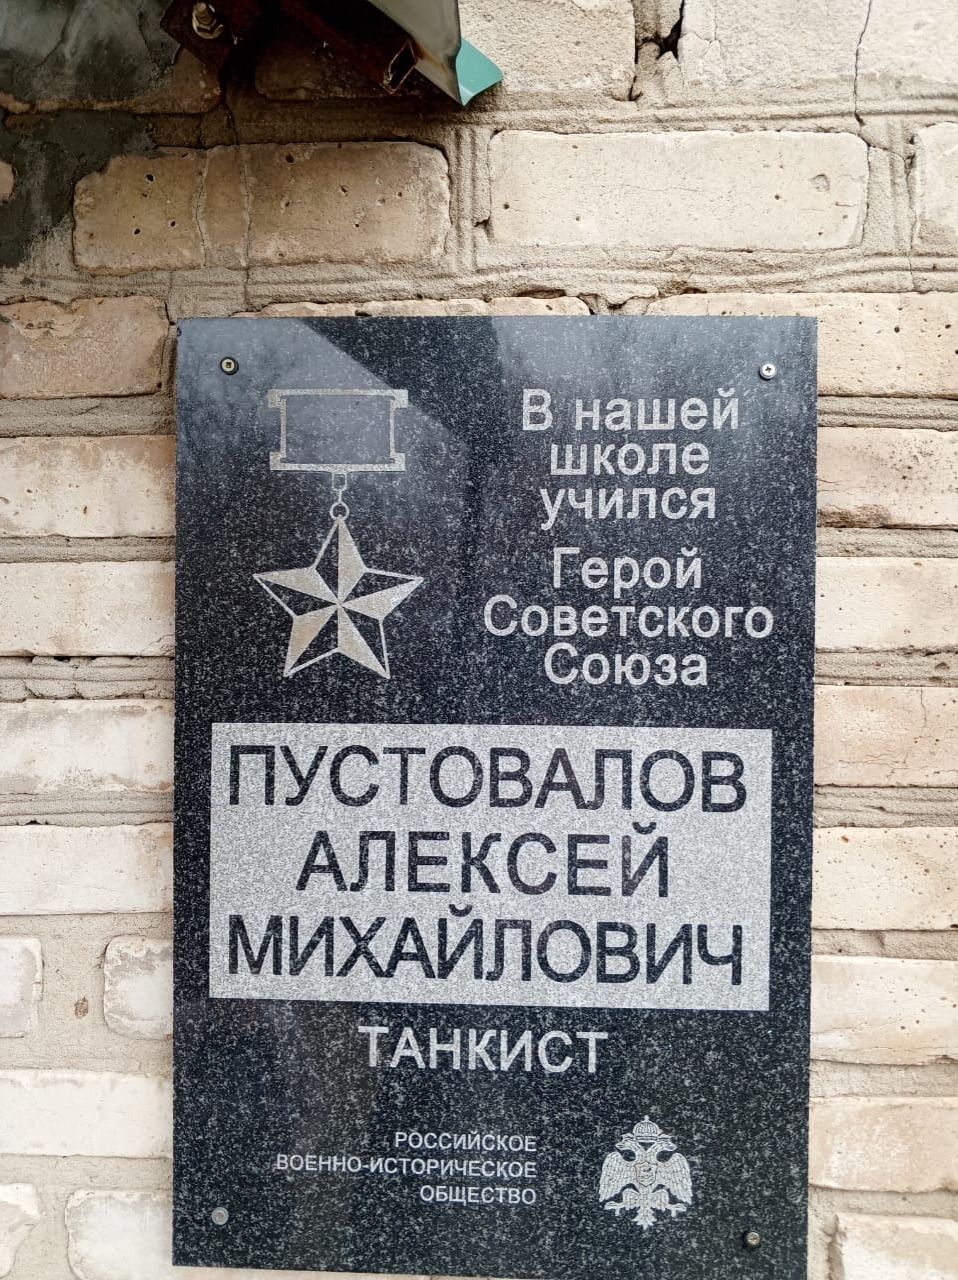 В нашей
школе
учился
Герой
Советского
Союза
ПУСТОВАЛОВ
АЛЕКСЕЙ
МИХАЙЛОВИЧ
ТАНКИСТ
РОССИЙСКОЕ
ВОЕННО-ИСТОРИЧЕСКОЕ
ОБЩЕСТВО